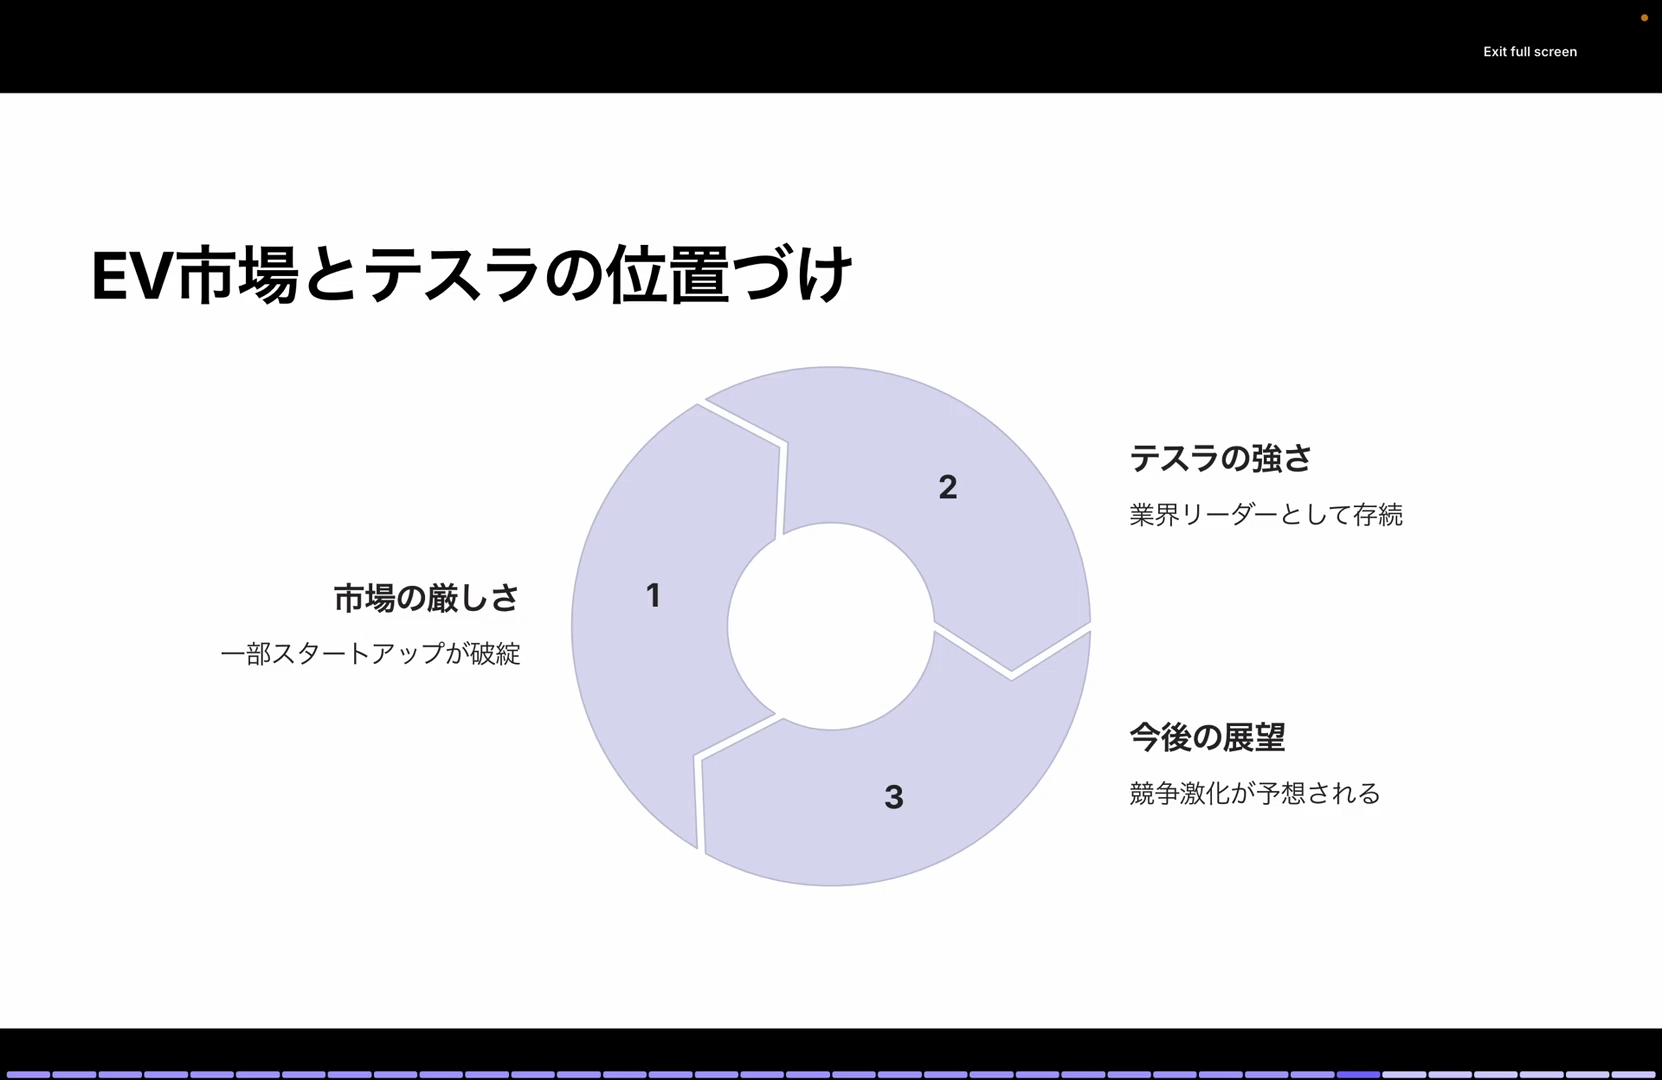 Exit full screen
EV市場とテスラの位置づけ
1
市場の厳しさ
一部スタートアップが破綻
2
テスラの強さ
業界リーダーとして存続
3
今後の展望
競争激化が予想される